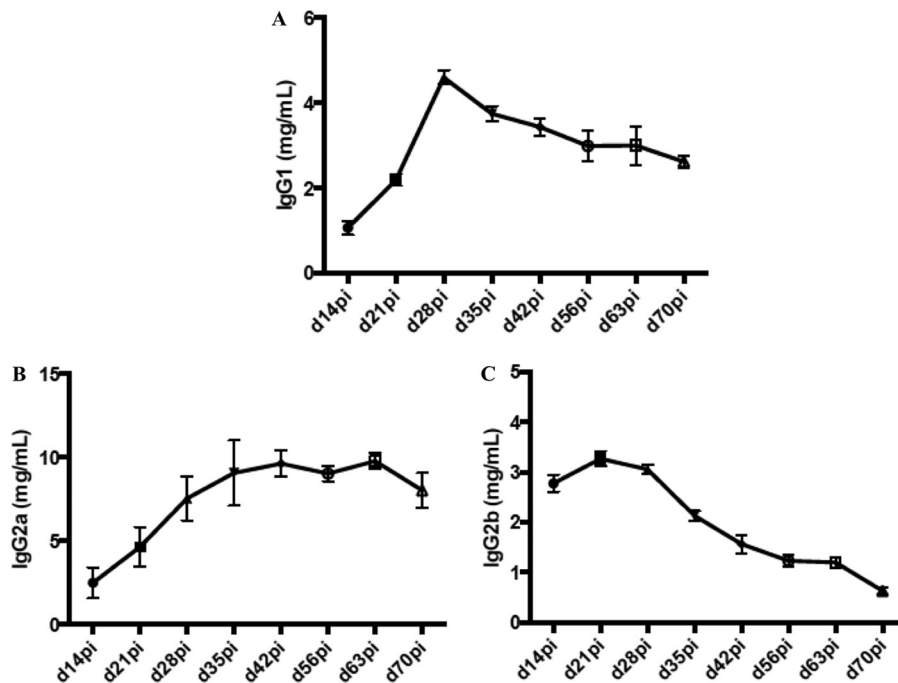 A
IgG1 (mg/mL)
6
4
2
0
d14pi d21pi d28pi d35pi d42pi d56pi d63pi d70pi
B
IgG2a (mg/mL)
15
10
5
0
d14pi d21pi d28pi d35pi d42pi d56pi d63pi d70pi
C
IgG2b (mg/mL)
5
4
3
2
1
0
d14pi d21pi d28pi d35pi d42pi d56pi d63pi d70pi